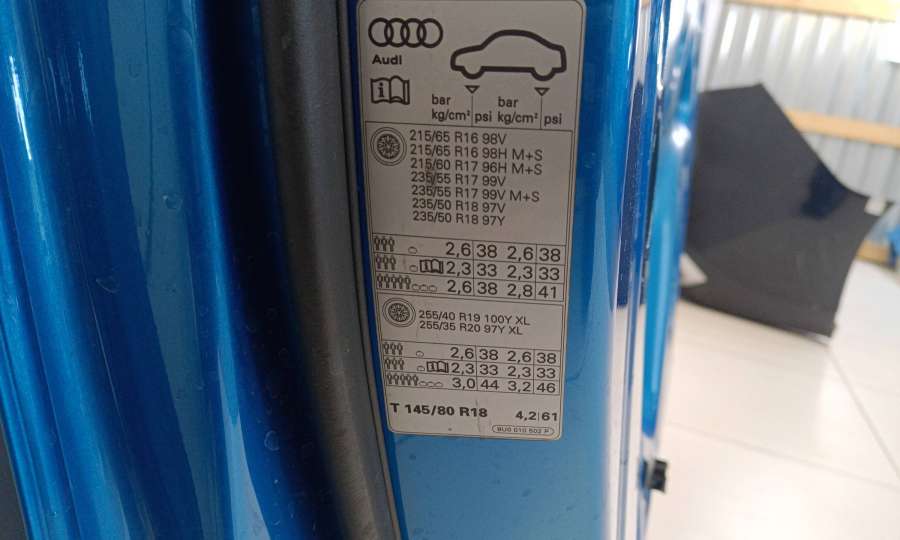 Audi
bar bar
kg/cm² psi kg/cm² psi
215/65 R16 98V
215/65 R16 98H M+S
215/60 R17 96H M+S
235/55 R17 99V
235/55 R17 99V M+S
235/50 R18 97V
235/50 R18 97Y
2,6 38 2,6 38
2,3 33 2,3 33
2,6 38 2,8 41
255/40 R19 100Y XL
255/35 R20 97Y XL
2,6 38 2,6 38
2,3 33 2,3 33
3,0 44 3,2 46
T 145/80 R18 4,2 61
8U0 010 502 P